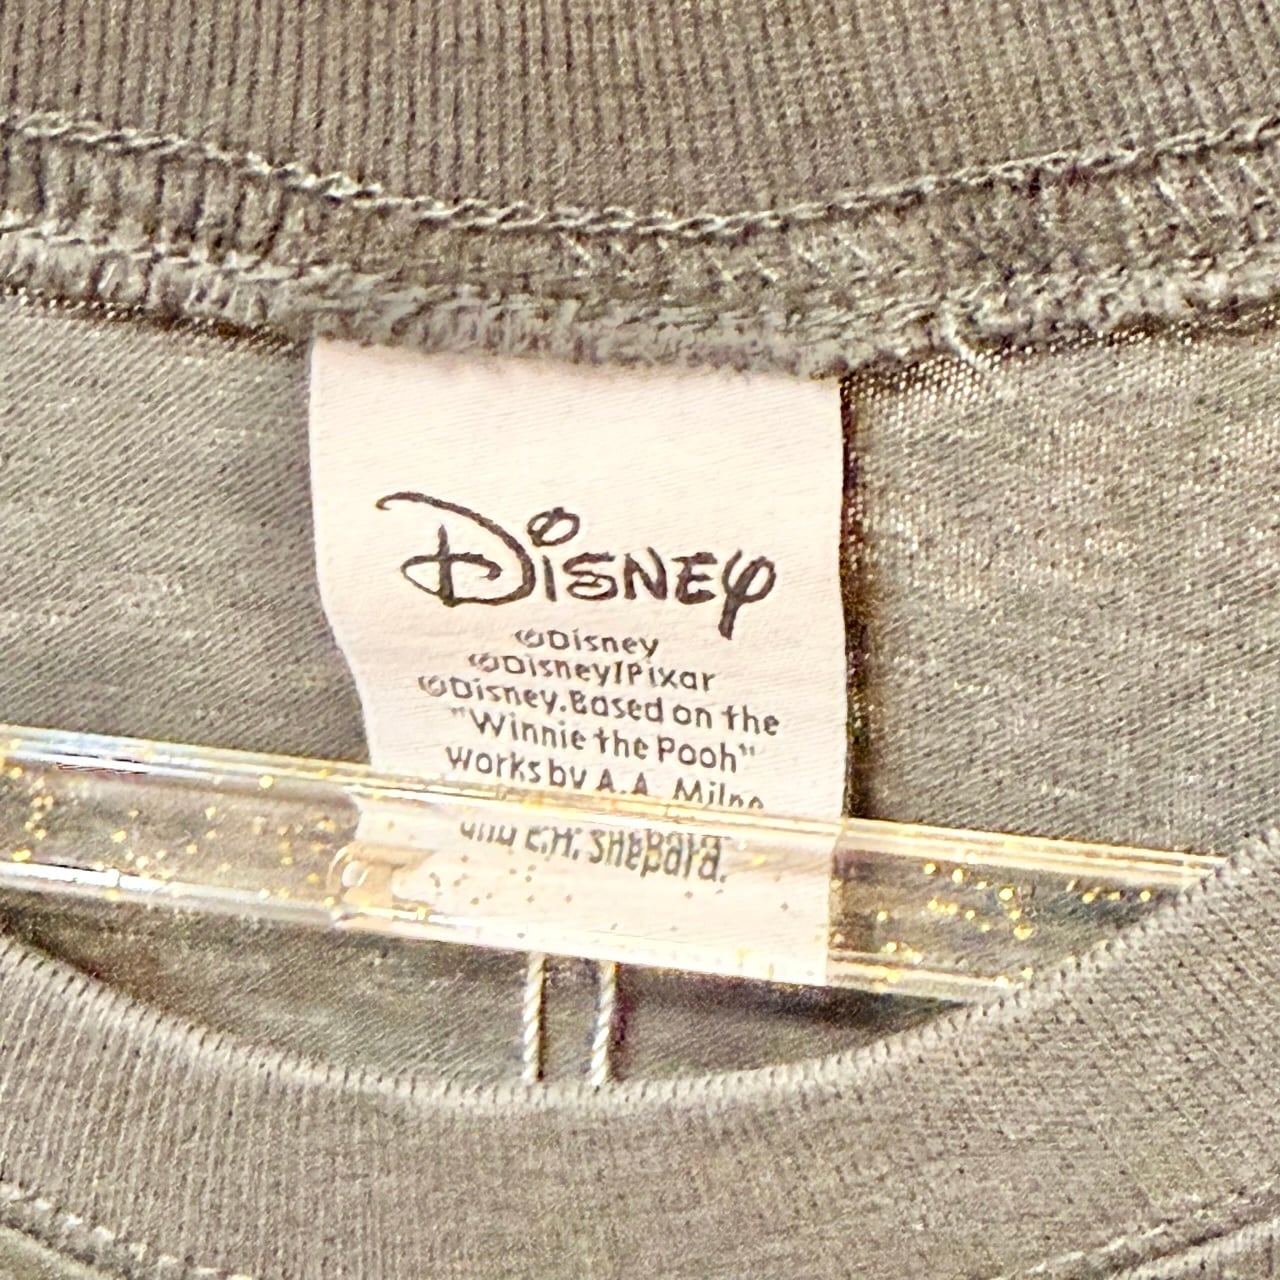 Disney
©Disney
©Disney/Pixar
©Disney.Based on the
"Winnie the Pooh"
works by A.A. Milne
and E.H. Shepard.